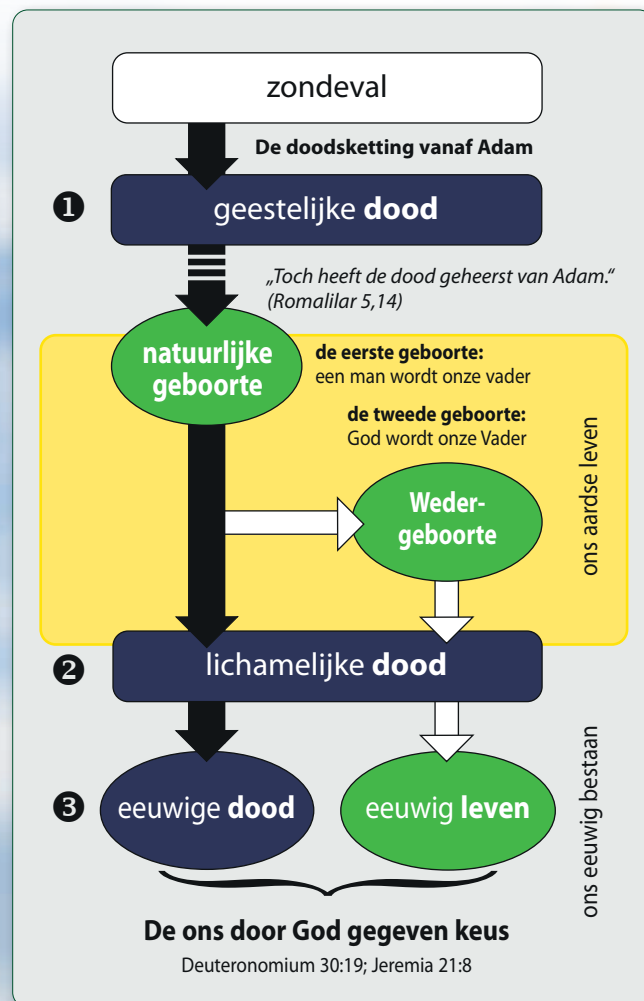 zondeval
De doodsketting vanaf Adam
❶
geestelijke dood
„Toch heeft de dood geheerst van Adam.“
(Romalilar 5,14)
natuurlijke
geboorte
de eerste geboorte:
een man wordt onze vader
de tweede geboorte:
God wordt onze Vader
Weder-
geboorte
ons aardse leven
❷
lichamelijke dood
❸
eeuwige dood
eeuwig leven
ons eeuwig bestaan
De ons door God gegeven keus
Deuteronomium 30:19; Jeremia 21:8